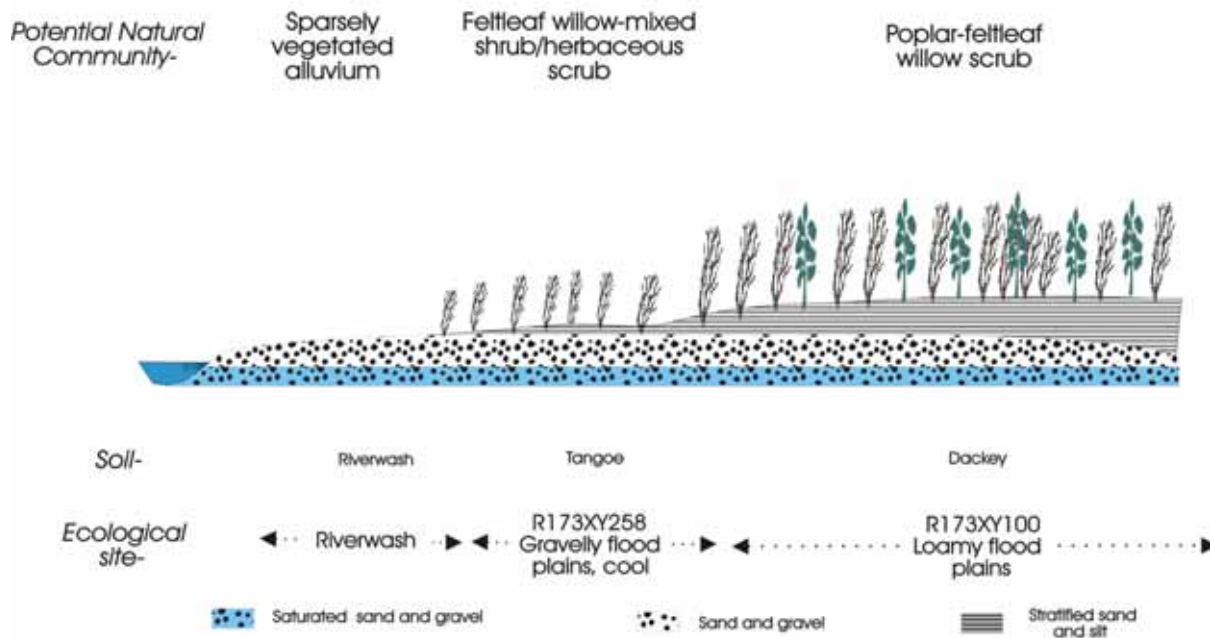 Potential Natural
Community-
Sparsely
vegetated
alluvium
Feltleaf willow-mixed
shrub/herbaceous
scrub
Poplar-feltleaf
willow scrub
Soil-
Riverwash
Tangoe
Dackey
Ecological
site-
Riverwash
R173XY258
Gravelly flood
plains, cool
R173XY100
Loamy flood
plains
Saturated sand and gravel
Sand and gravel
Stratified sand
and silt